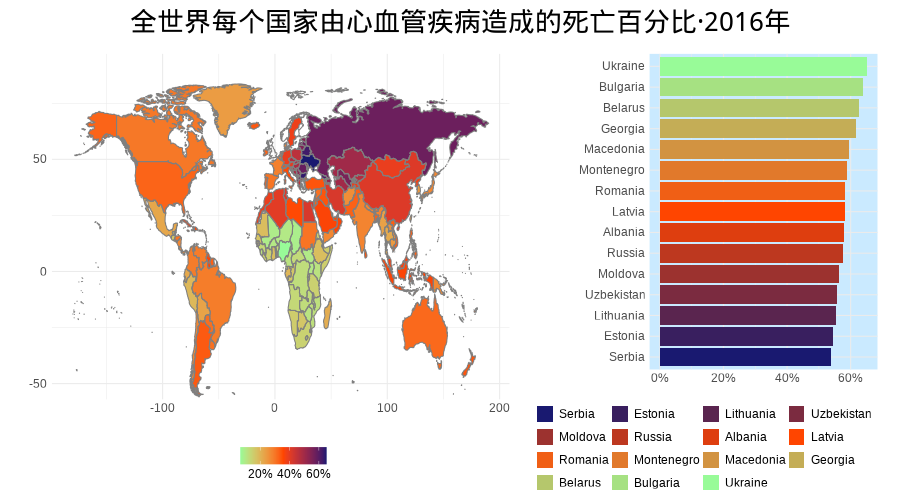 全世界每个国家由心血管疾病造成的死亡百分比·2016年
50
0
-50
-100 0 100 200
20% 40% 60%
Ukraine
Bulgaria
Belarus
Georgia
Macedonia
Montenegro
Romania
Latvia
Albania
Russia
Moldova
Uzbekistan
Lithuania
Estonia
Serbia
0% 20% 40% 60%
Serbia Estonia Lithuania Uzbekistan
Moldova Russia Albania Latvia
Romania Montenegro Macedonia Georgia
Belarus Bulgaria Ukraine